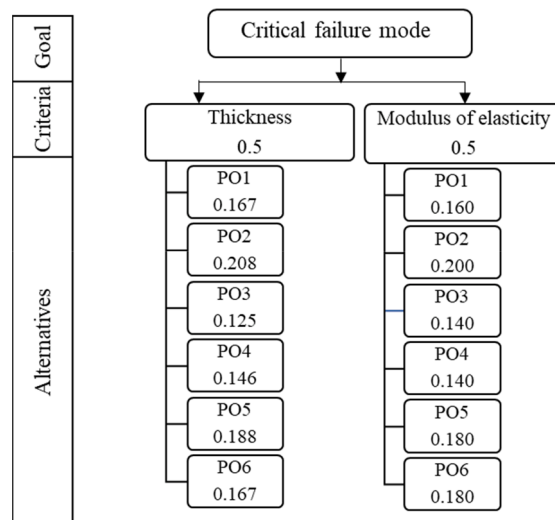 Goal
Critical failure mode
Criteria
Thickness
0.5
Modulus of elasticity
0.5
Alternatives
PO1
0.167
PO2
0.208
PO3
0.125
PO4
0.146
PO5
0.188
PO6
0.167
PO1
0.160
PO2
0.200
PO3
0.140
PO4
0.140
PO5
0.180
PO6
0.180